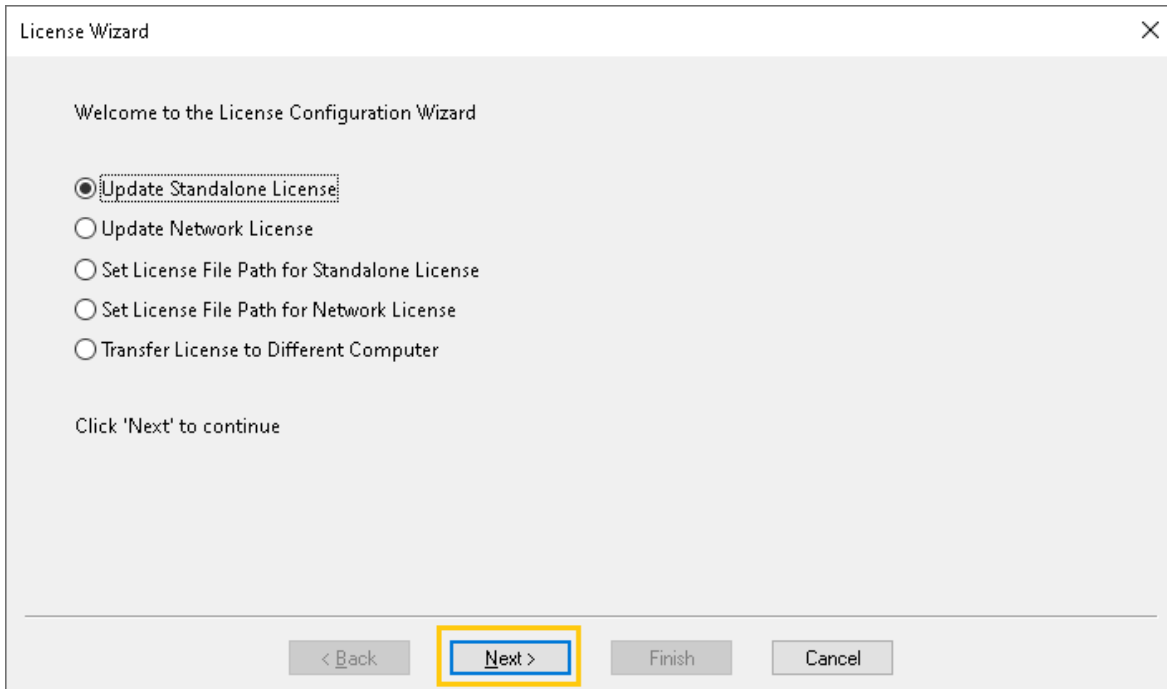 License Wizard
Welcome to the License Configuration Wizard
Update Standalone License
Update Network License
Set License File Path for Standalone License
Set License File Path for Network License
Transfer License to Different Computer
Click 'Next' to continue
< Back Next > Finish Cancel